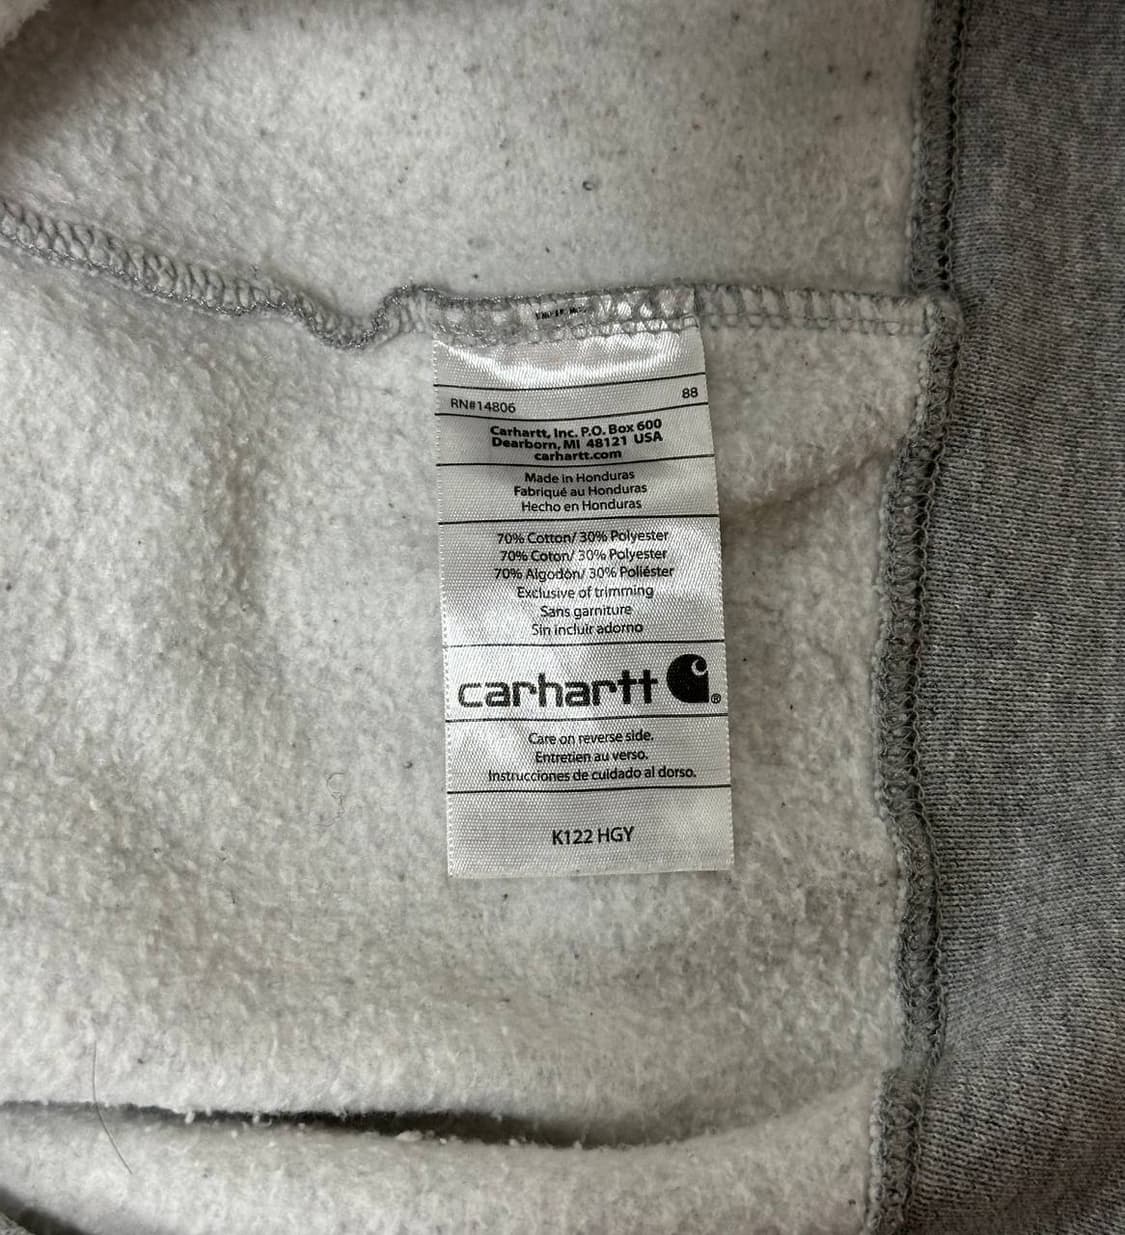 RN#14806 88
Carhartt, Inc. P.O. Box 600
Dearborn, MI 48121 USA
carhartt.com
Made in Honduras
Fabriqué au Honduras
Hecho en Honduras
70% Cotton/ 30% Polyester
70% Coton/ 30% Polyester
70% Algodón/ 30% Poliéster
Exclusive of trimming
Sans garniture
Sin incluir adorno
carhartt ®
Care on reverse side.
Entretien au verso.
Instrucciones de cuidado al dorso.
K122 HGY